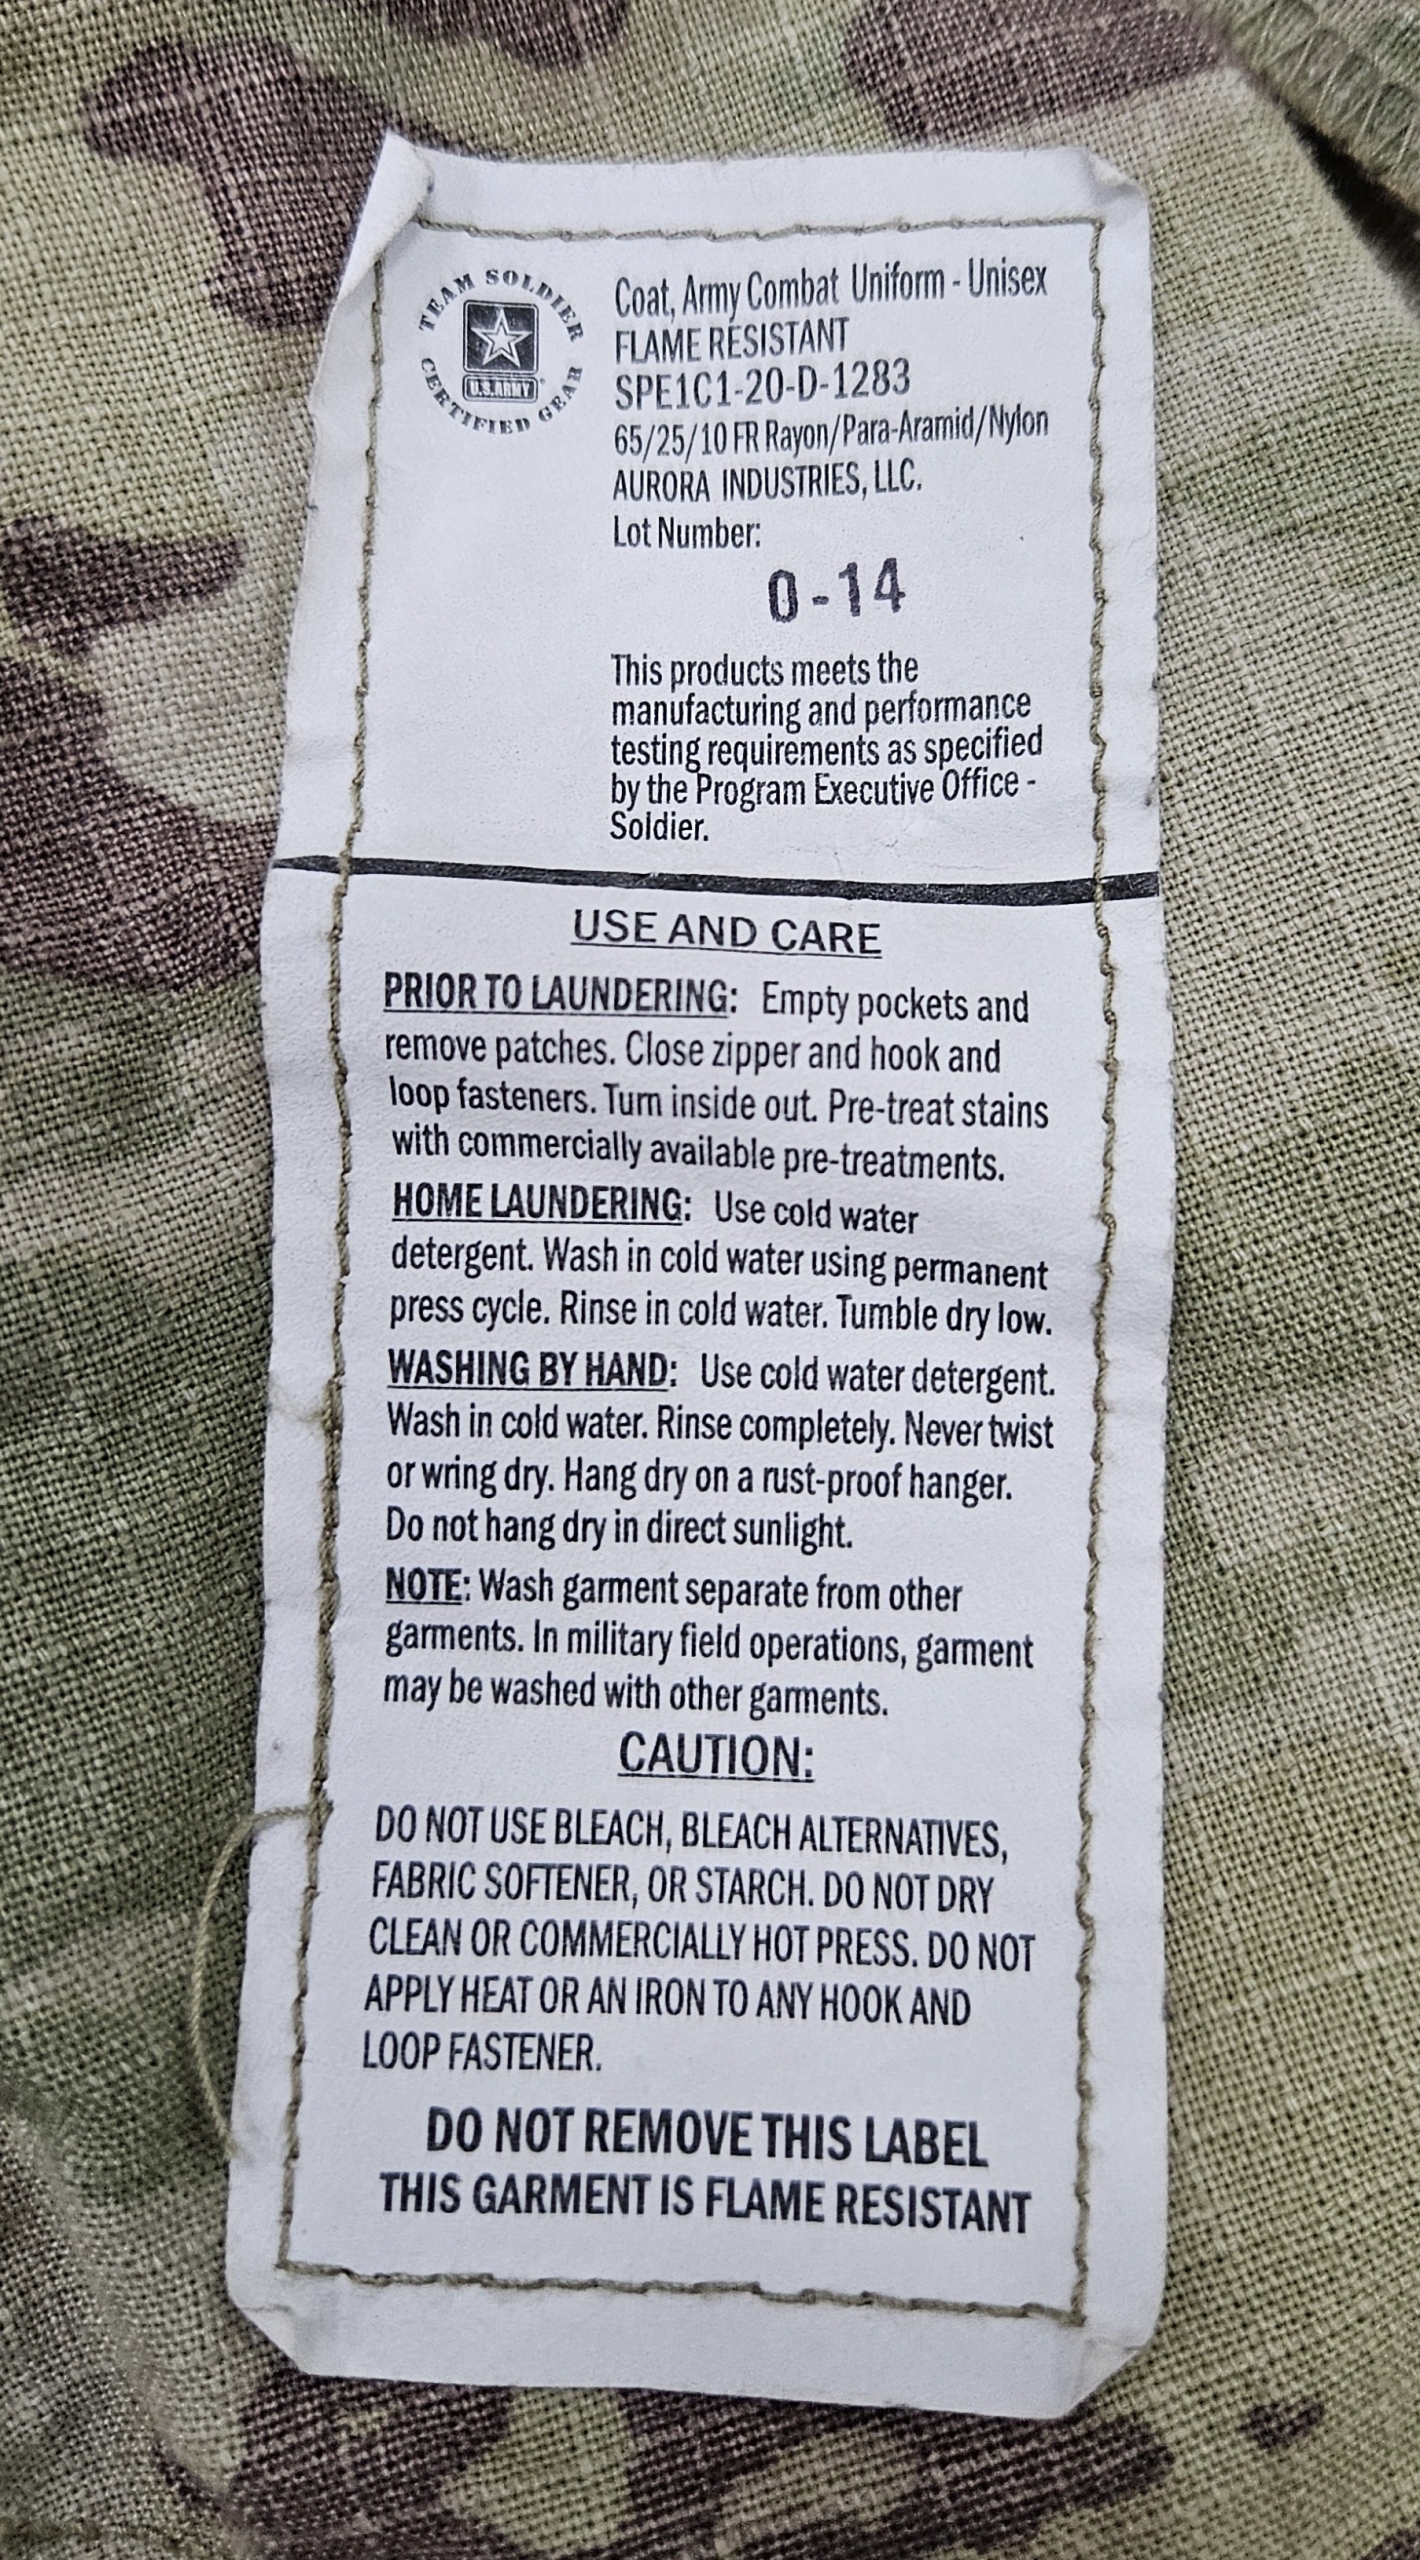 TEAM SOLDIER
U.S.ARMY
CERTIFIED GEAR
Coat, Army Combat Uniform - Unisex
FLAME RESISTANT
SPE1C1-20-D-1283
65/25/10 FR Rayon/Para-Aramid/Nylon
AURORA INDUSTRIES, LLC.
Lot Number:
0-14
This products meets the
manufacturing and performance
testing requirements as specified
by the Program Executive Office -
Soldier.
USE AND CARE
PRIOR TO LAUNDERING: Empty pockets and
remove patches. Close zipper and hook and
loop fasteners. Turn inside out. Pre-treat stains
with commercially available pre-treatments.
HOME LAUNDERING: Use cold water
detergent. Wash in cold water using permanent
press cycle. Rinse in cold water. Tumble dry low.
WASHING BY HAND: Use cold water detergent.
Wash in cold water. Rinse completely. Never twist
or wring dry. Hang dry on a rust-proof hanger.
Do not hang dry in direct sunlight.
NOTE: Wash garment separate from other
garments. In military field operations, garment
may be washed with other garments.
CAUTION:
DO NOT USE BLEACH, BLEACH ALTERNATIVES,
FABRIC SOFTENER, OR STARCH. DO NOT DRY
CLEAN OR COMMERCIALLY HOT PRESS. DO NOT
APPLY HEAT OR AN IRON TO ANY HOOK AND
LOOP FASTENER.
DO NOT REMOVE THIS LABEL
THIS GARMENT IS FLAME RESISTANT